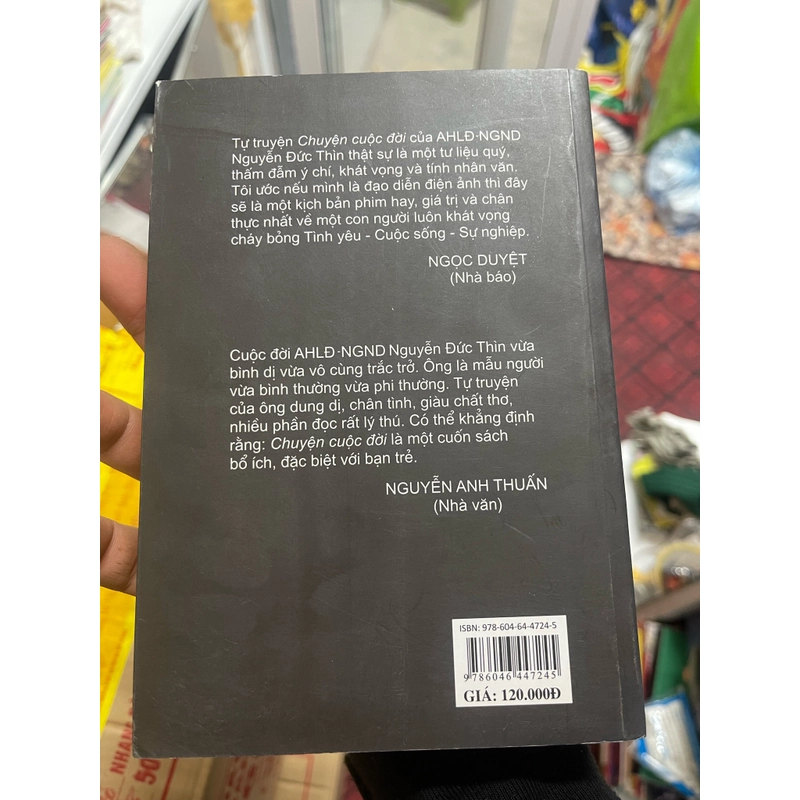 Tự truyện Chuyện cuộc đời của AHLĐ-NGND
Nguyễn Đức Thìn thật sự là một tư liệu quý,
thấm đẫm ý chí, khát vọng và tính nhân văn.
Tôi ước nếu mình là đạo diễn điện ảnh thì đây
sẽ là một kịch bản phim hay, giá trị và chân
thực nhất về một con người luôn khát vọng
cháy bỏng Tình yêu - Cuộc sống - Sự nghiệp.
NGỌC DUYỆT
(Nhà báo)
Cuộc đời AHLĐ-NGND Nguyễn Đức Thìn vừa
bình dị vừa vô cùng trắc trở. Ông là mẫu người
vừa bình thường vừa phi thường. Tự truyện
của ông dung dị, chân tình, giàu chất thơ,
nhiều phần đọc rất lý thú. Có thể khẳng định
rằng: Chuyện cuộc đời là một cuốn sách
bổ ích, đặc biệt với bạn trẻ.
NGUYỄN ANH THUẤN
(Nhà văn)
ISBN: 978-604-64-4724-5
9 786046 447245
GIÁ: 120.000Đ
NHANH
50